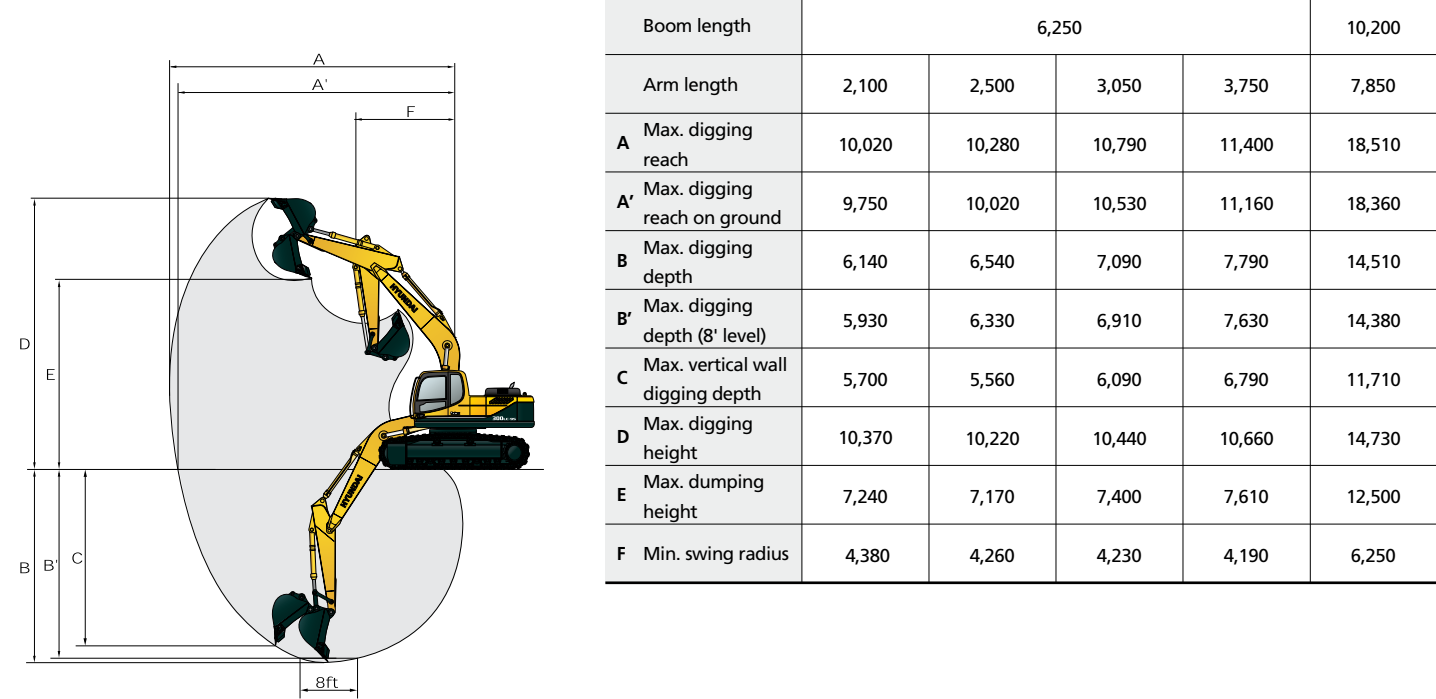 A
A'
F
D
E
B
B'
C
8ft
HYUNDAI
HYUNDAI
Boom length 6,250 10,200
Arm length 2,100 2,500 3,050 3,750 7,850
A Max. digging reach 10,020 10,280 10,790 11,400 18,510
A’ Max. digging reach on ground 9,750 10,020 10,530 11,160 18,360
B Max. digging depth 6,140 6,540 7,090 7,790 14,510
B’ Max. digging depth (8' level) 5,930 6,330 6,910 7,630 14,380
C Max. vertical wall digging depth 5,700 5,560 6,090 6,790 11,710
D Max. digging height 10,370 10,220 10,440 10,660 14,730
E Max. dumping height 7,240 7,170 7,400 7,610 12,500
F Min. swing radius 4,380 4,260 4,230 4,190 6,250